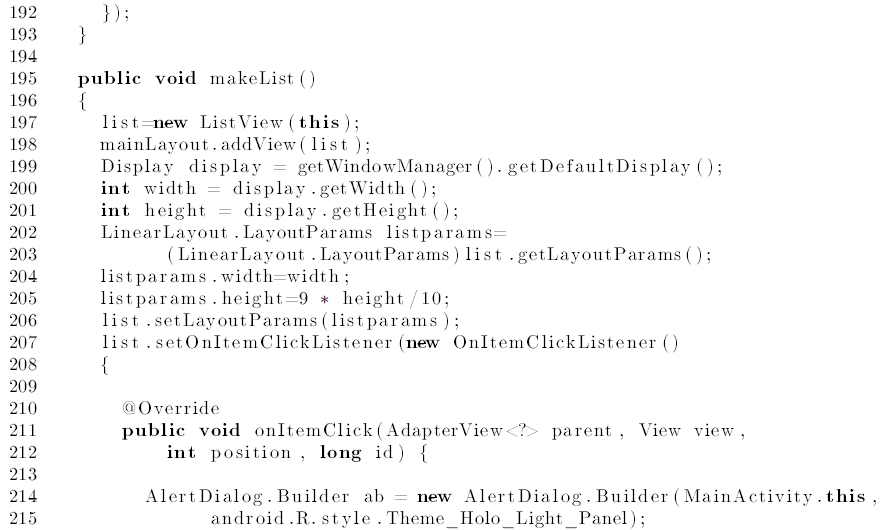 192 });
193 }
194
195 public void makeList()
196 {
197 list=new ListView(this);
198 mainLayout.addView(list);
199 Display display = getWindowManager().getDefaultDisplay();
200 int width = display.getWidth();
201 int height = display.getHeight();
202 LinearLayout.LayoutParams listparams=
203 (LinearLayout.LayoutParams)list.getLayoutParams();
204 listparams.width=width;
205 listparams.height=9 * height/10;
206 list.setLayoutParams(listparams);
207 list.setOnItemClickListener(new OnItemClickListener()
208 {
209
210 @Override
211 public void onItemClick(AdapterView<?> parent, View view,
212 int position, long id) {
213
214 AlertDialog.Builder ab = new AlertDialog.Builder(MainActivity.this,
215 android.R.style.Theme_Holo_Light_Panel);